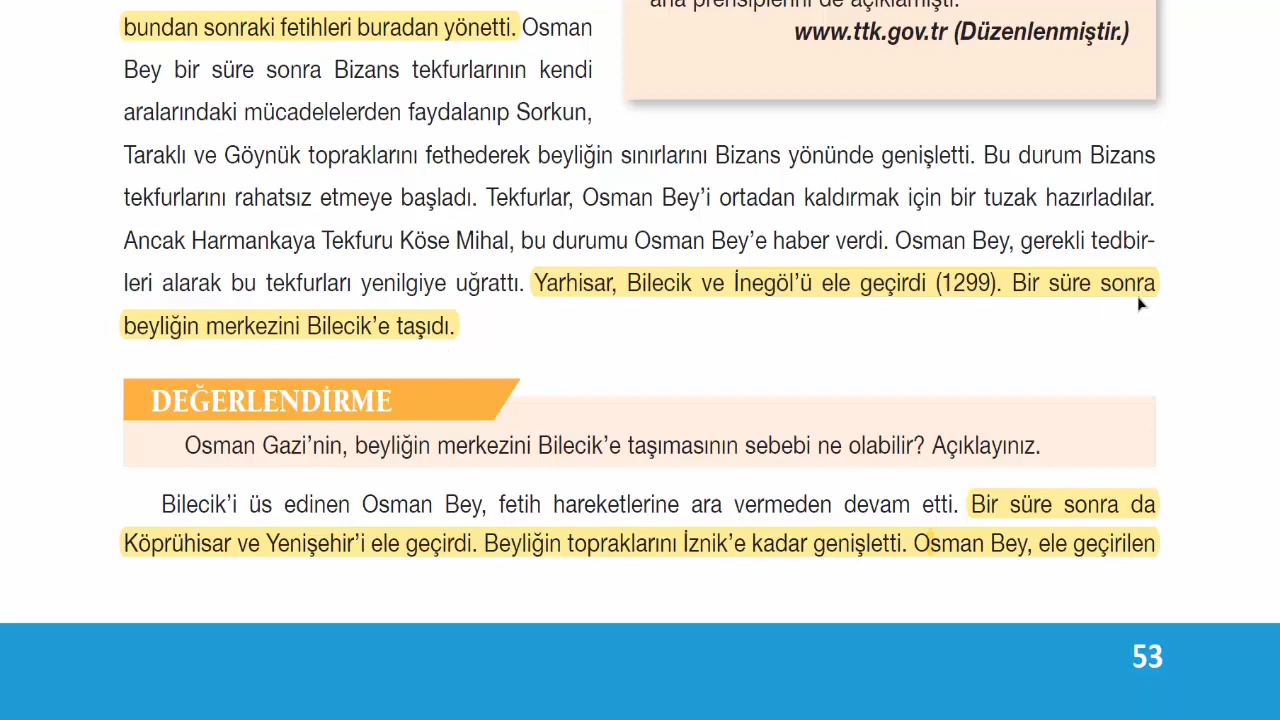 bundan sonraki fetihleri buradan yönetti. Osman
Bey bir süre sonra Bizans tekfurlarının kendi
aralarındaki mücadelelerden faydalanıp Sorkun,
ana prensiplerini de açıklamıştı.
www.ttk.gov.tr (Düzenlenmiştir.)
Taraklı ve Göynük topraklarını fethederek beyliğin sınırlarını Bizans yönünde genişletti. Bu durum Bizans
tekfurlarını rahatsız etmeye başladı. Tekfurlar, Osman Bey’i ortadan kaldırmak için bir tuzak hazırladılar.
Ancak Harmankaya Tekfuru Köse Mihal, bu durumu Osman Bey’e haber verdi. Osman Bey, gerekli tedbir-
leri alarak bu tekfurları yenilgiye uğrattı. Yarhisar, Bilecik ve İnegöl’ü ele geçirdi (1299). Bir süre sonra
beyliğin merkezini Bilecik’e taşıdı.
DEĞERLENDİRME
Osman Gazi’nin, beyliğin merkezini Bilecik’e taşımasının sebebi ne olabilir? Açıklayınız.
Bilecik’i üs edinen Osman Bey, fetih hareketlerine ara vermeden devam etti. Bir süre sonra da
Köprühisar ve Yenişehir’i ele geçirdi. Beyliğin topraklarını İznik’e kadar genişletti. Osman Bey, ele geçirilen
53